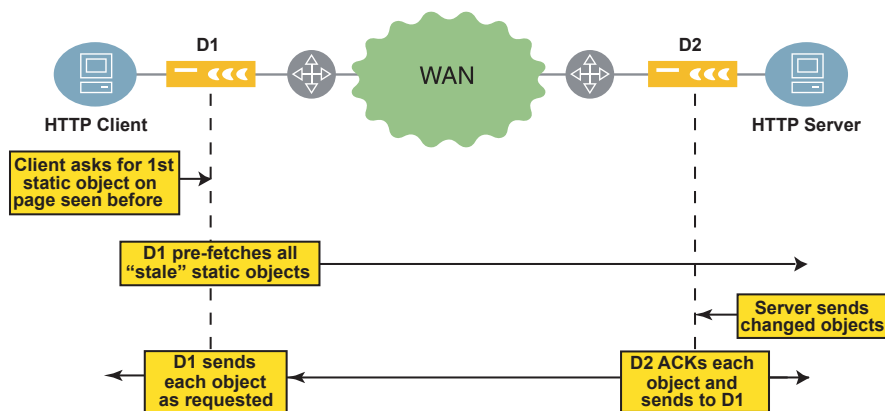 D1
D2
WAN
HTTP Client
HTTP Server
Client asks for 1st
static object on
page seen before
D1 pre-fetches all
“stale” static objects
Server sends
changed objects
D1 sends
each object
as requested
D2 ACKs each
object and
sends to D1